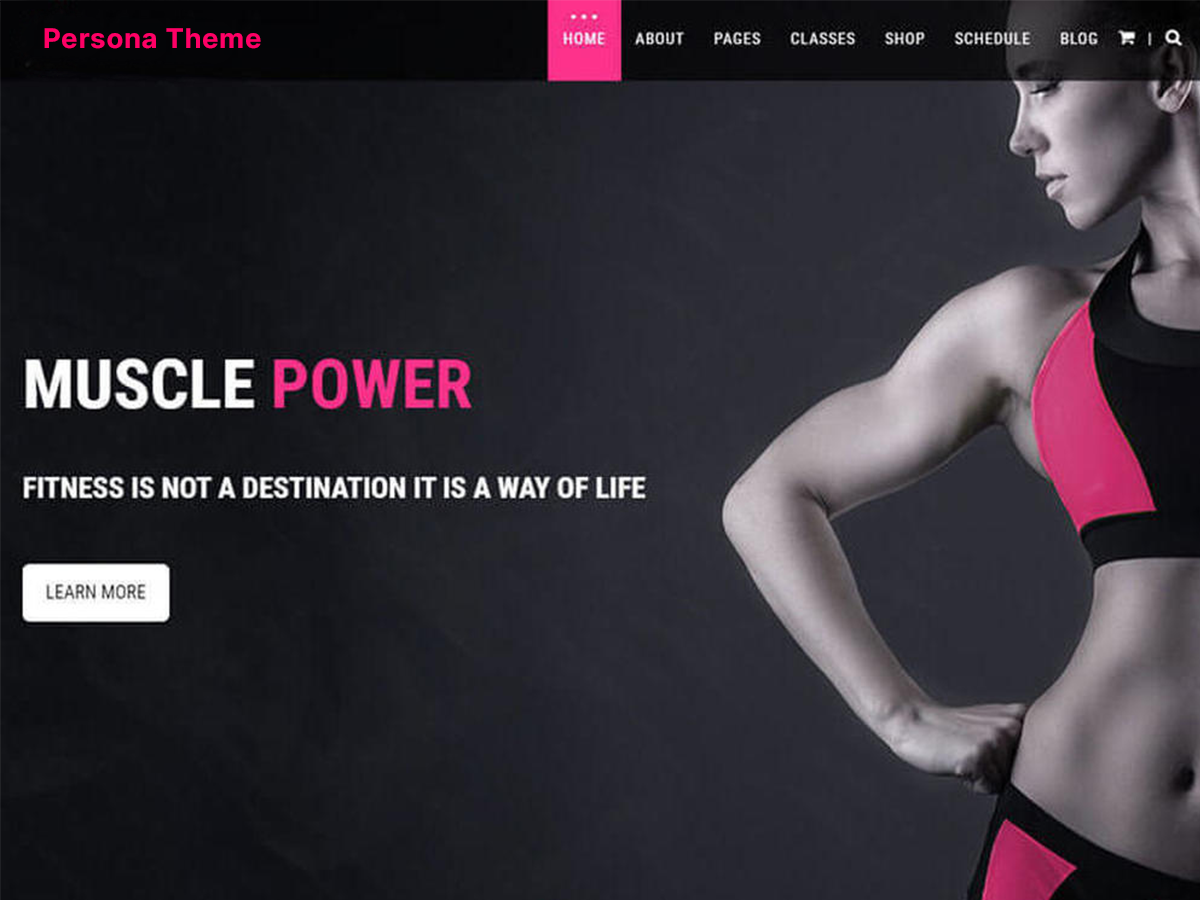 Persona Theme
HOME ABOUT PAGES CLASSES SHOP SCHEDULE BLOG |
MUSCLE POWER
FITNESS IS NOT A DESTINATION IT IS A WAY OF LIFE
LEARN MORE